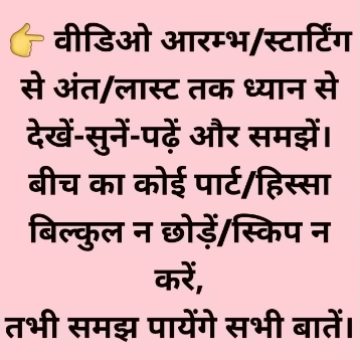 👉 वीडिओ आरम्भ/स्टार्टिंग
से अंत/लास्ट तक ध्यान से
देखें-सुनें-पढ़ें और समझें।
बीच का कोई पार्ट/हिस्सा
बिल्कुल न छोड़ें/स्किप न
करें,
तभी समझ पायेंगे सभी बातें।